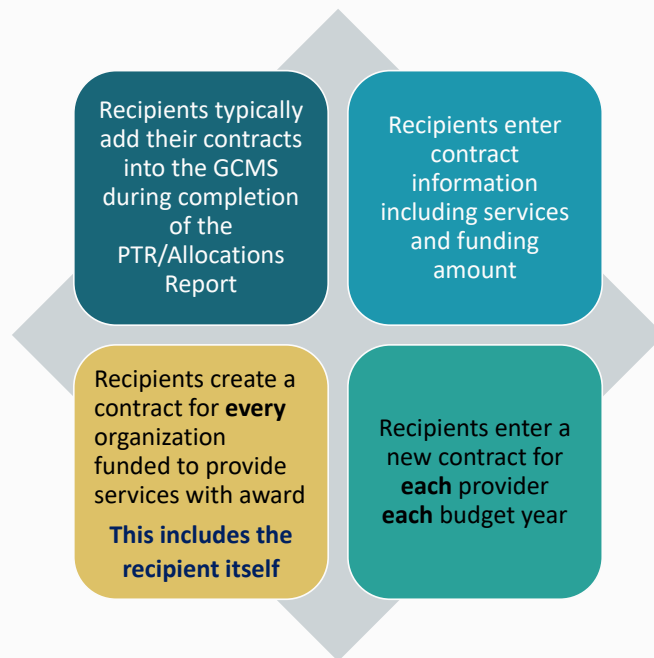 Recipients typically
add their contracts
into the GCMS
during completion
of the
PTR/Allocations
Report
Recipients enter
contract
information
including services
and funding
amount
Recipients create a
contract for every
organization
funded to provide
services with award
This includes the
recipient itself
Recipients enter a
new contract for
each provider
each budget year